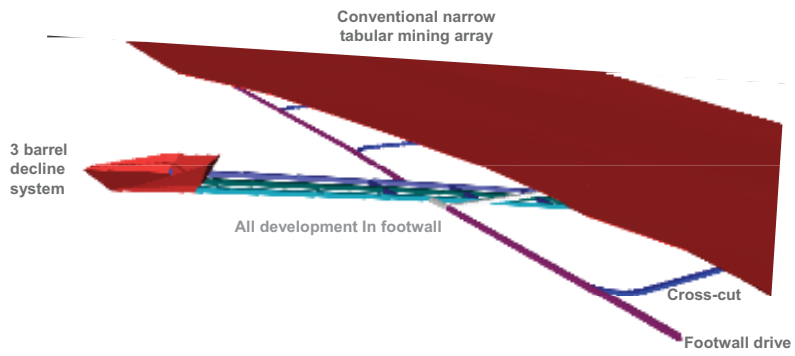 Conventional narrow
tabular mining array
3 barrel
decline
system
All development In footwall
Cross-cut
Footwall drive